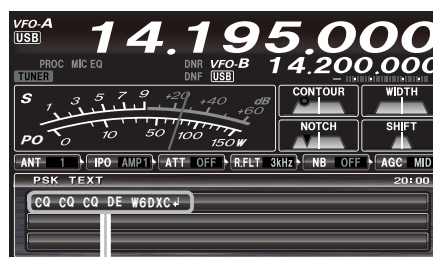 VFO-A
USB
14.195.000
PROC MIC EQ DNR VFO-B 14.200.000
TUNER DNF USB
S 1 3 5 7 9 +20 +40 +60 dB
PO 0 10 50 100 150W
CONTOUR WIDTH
NOTCH SHIFT
ANT 1 IPO AMP1 ATT OFF R.FLT 3kHz NB OFF AGC MID
PSK TEXT 20:00
CQ CQ CQ DE W6DXC↲